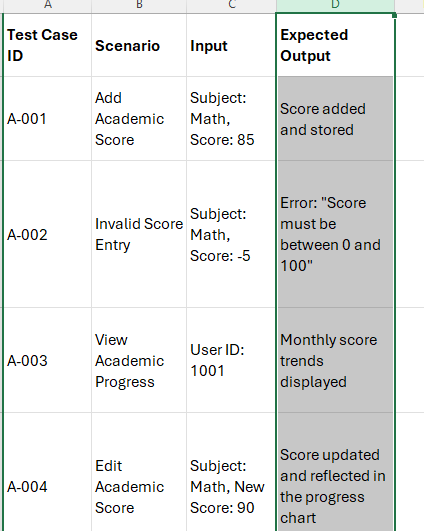 A B C D
Test Case
ID
Scenario
Input
Expected
Output
A-001
Add
Academic
Score
Subject:
Math,
Score: 85
Score added
and stored
A-002
Invalid Score
Entry
Subject:
Math,
Score: -5
Error: "Score
must be
between 0 and
100"
A-003
View
Academic
Progress
User ID:
1001
Monthly score
trends
displayed
A-004
Edit
Academic
Score
Subject:
Math, New
Score: 90
Score updated
and reflected in
the progress
chart